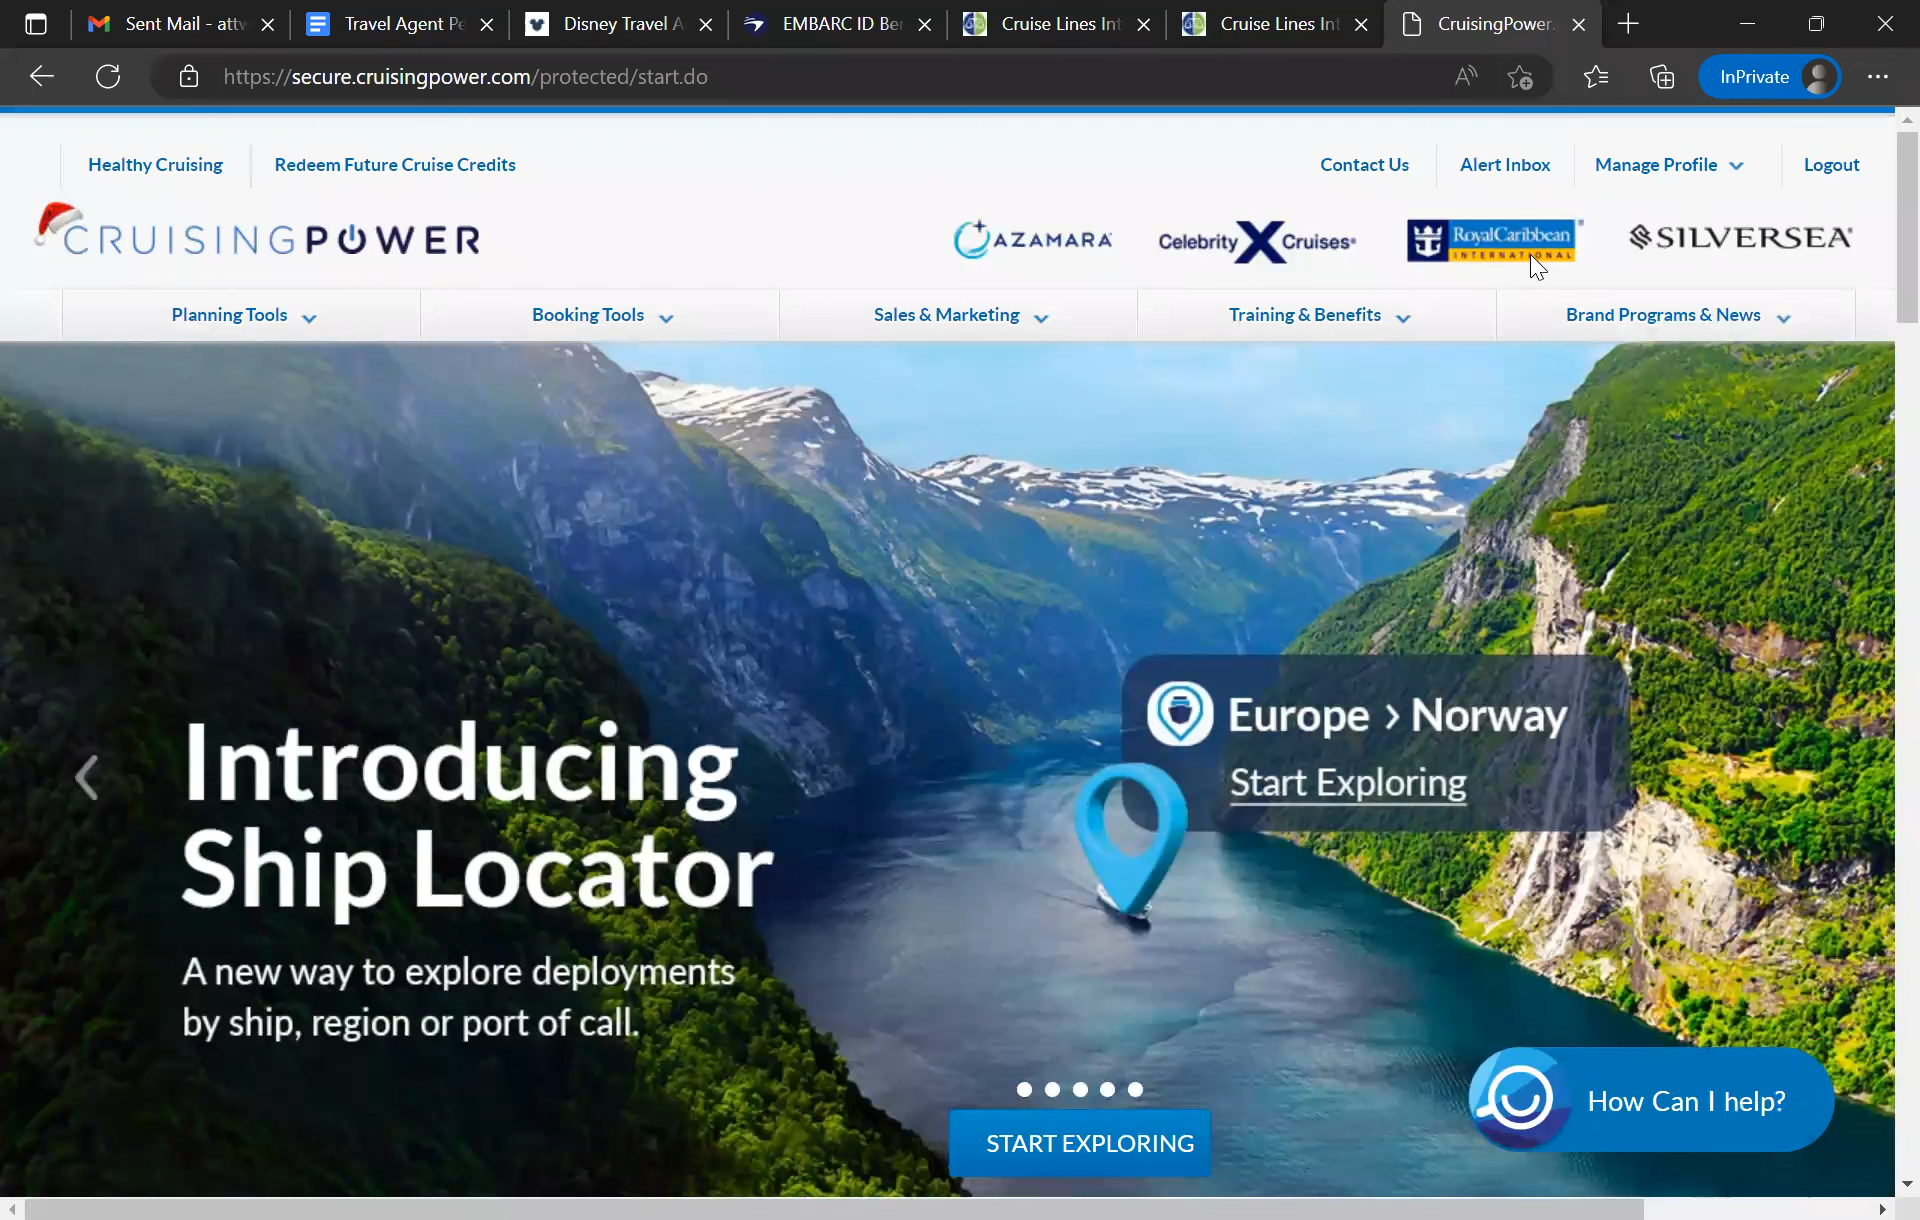 Sent Mail - attw
Travel Agent Pe
Disney Travel A
EMBARC ID Ber
Cruise Lines Int
Cruise Lines Int
CruisingPower.
https://secure.cruisingpower.com/protected/start.do
InPrivate
Healthy Cruising
Redeem Future Cruise Credits
Contact Us
Alert Inbox
Manage Profile
Logout
CRUISINGPOWER
AZAMARA
Celebrity X Cruises
RoyalCaribbean
INTERNATIONAL
SILVERSEA
Planning Tools
Booking Tools
Sales & Marketing
Training & Benefits
Brand Programs & News
Europe > Norway
Start Exploring
Introducing
Ship Locator
A new way to explore deployments
by ship, region or port of call.
START EXPLORING
How Can I help?